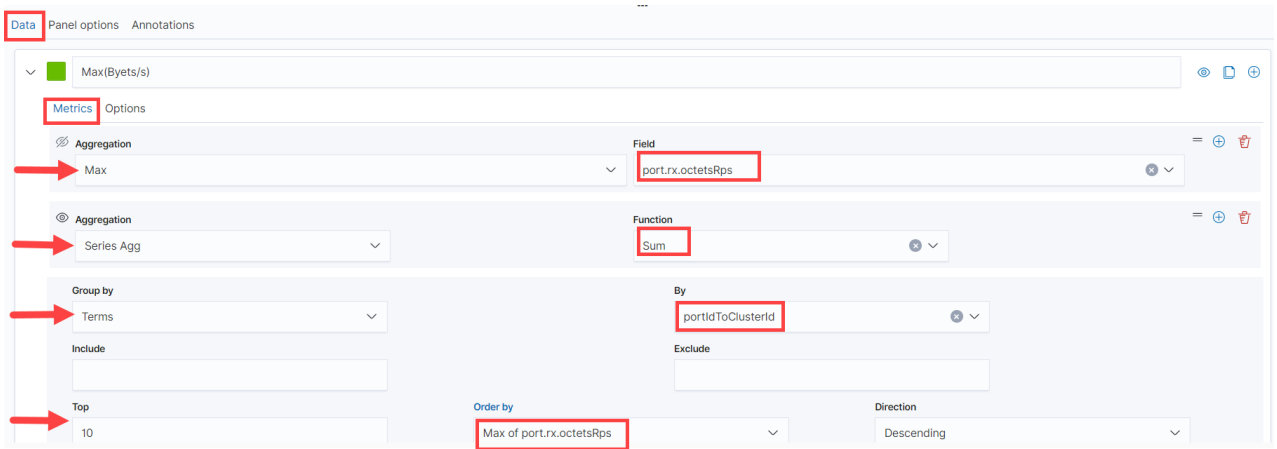 Data Panel options Annotations
Max(Byets/s)
Metrics Options
Aggregation Field
Max port.rx.octetsRps
Aggregation Function
Series Agg Sum
Group by By
Terms portIdToClusterId
Include Exclude
Top Order by Direction
10 Max of port.rx.octetsRps Descending